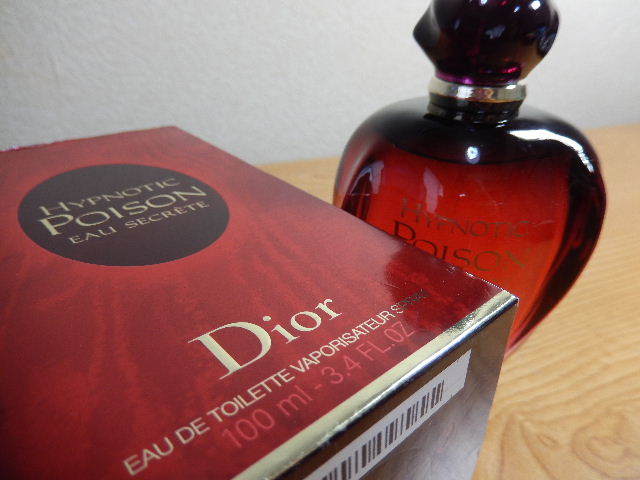 HYPNOTIC
POISON
EAU SECRÈTE
Dior
EAU DE TOILETTE VAPORISATEUR SPRAY
100 ml - 3.4 FL.OZ
HYPNOTIC
POISON